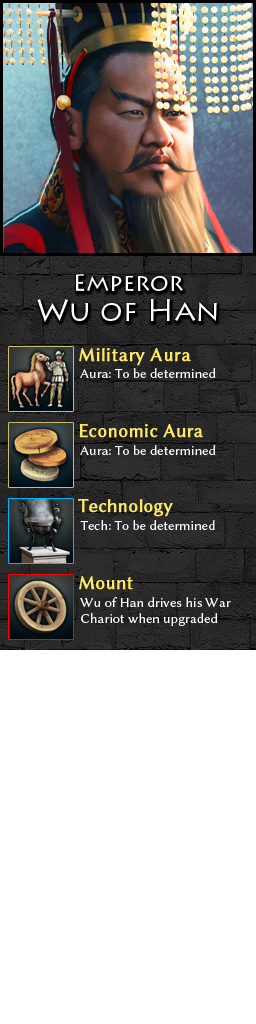 Emperor
Wu of Han
Military Aura
Aura: To be determined
Economic Aura
Aura: To be determined
Technology
Tech: To be determined
Mount
Wu of Han drives his War
Chariot when upgraded